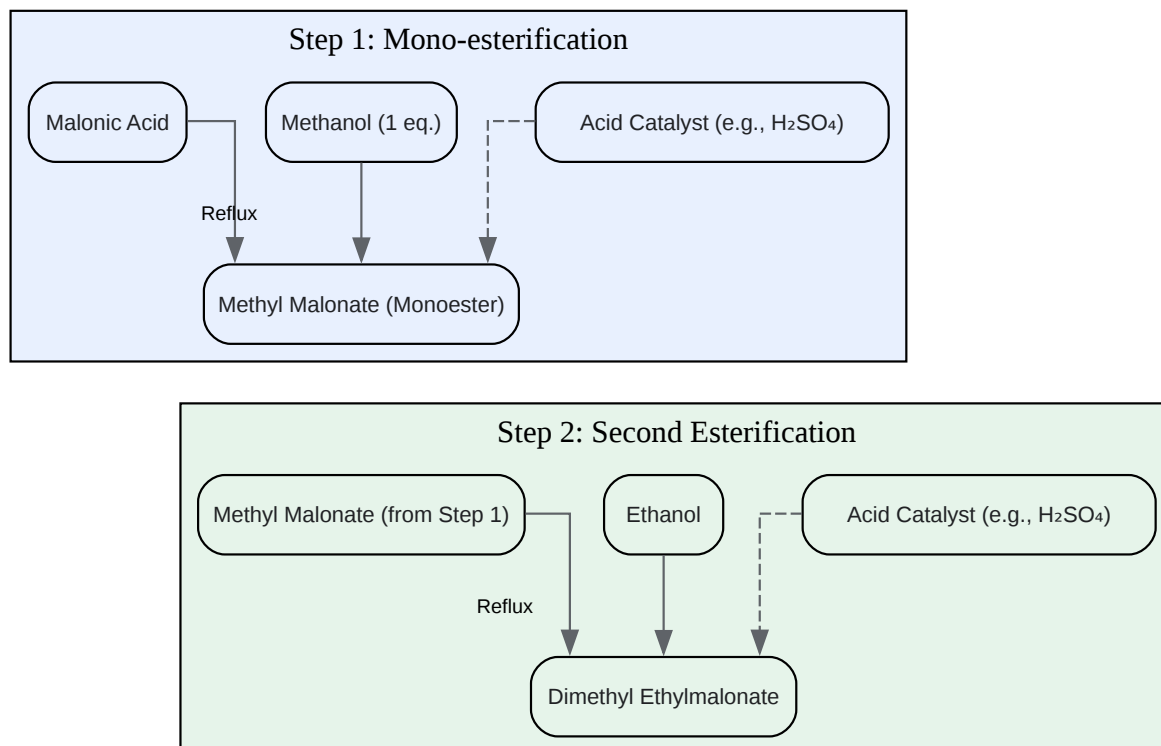 Step 1: Mono-esterification
Malonic Acid
Methanol (1 eq.)
Acid Catalyst (e.g., H₂SO₄)
Reflux
Methyl Malonate (Monoester)
Step 2: Second Esterification
Methyl Malonate (from Step 1)
Ethanol
Acid Catalyst (e.g., H₂SO₄)
Reflux
Dimethyl Ethylmalonate